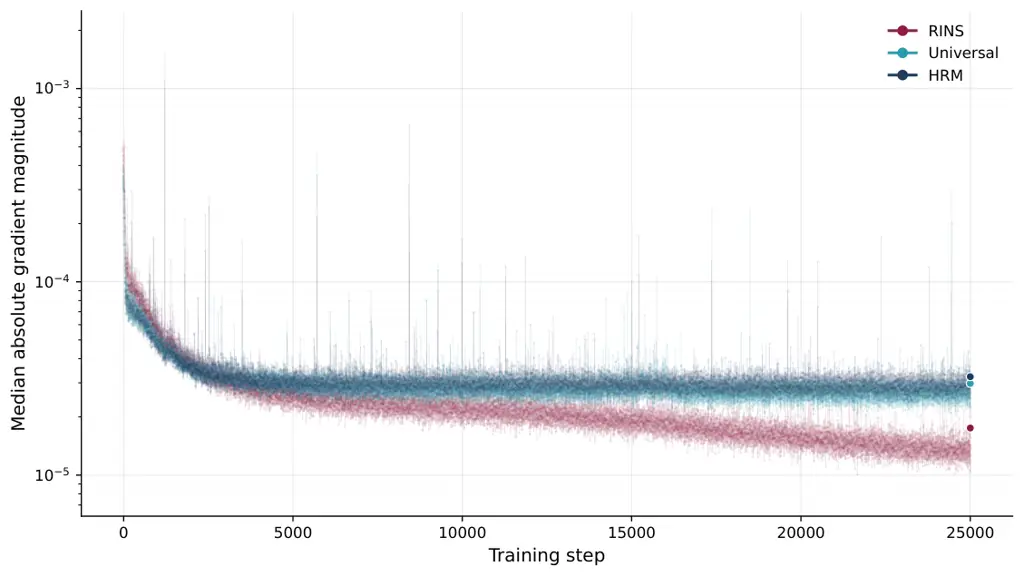 RINS
Universal
HRM
10⁻³
10⁻⁴
10⁻⁵
Median absolute gradient magnitude
0 5000 10000 15000 20000 25000
Training step